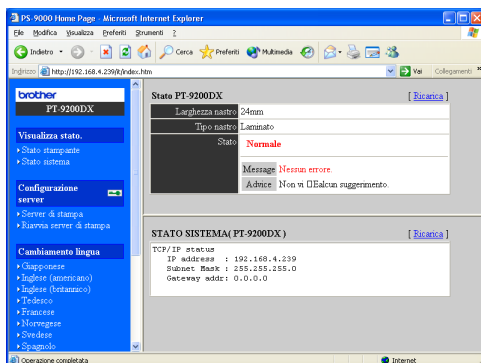 PS-9000 Home Page - Microsoft Internet Explorer
File Modifica Visualizza Preferiti Strumenti ?
Indietro Cerca Preferiti Multimedia
Indirizzo http://192.168.4.239/it/index.htm Vai Collegamenti »
brother
PT-9200DX
Visualizza stato.
Stato stampante
Stato sistema
Configurazione
server
Server di stampa
Riavvia server di stampa
Cambiamento lingua
Giapponese
Inglese (americano)
Inglese (britannico)
Tedesco
Francese
Norvegese
Svedese
Spagnolo
Stato PT-9200DX [ Ricarica ]
Larghezza nastro 24mm
Tipo nastro Laminato
Stato Normale
Message Nessun errore.
Advice Non vi □Ealcun suggerimento.
STATO SISTEMA( PT-9200DX ) [ Ricarica ]
TCP/IP status
IP address : 192.168.4.239
Subnet Mask : 255.255.255.0
Gateway addr: 0.0.0.0
Operazione completata Internet